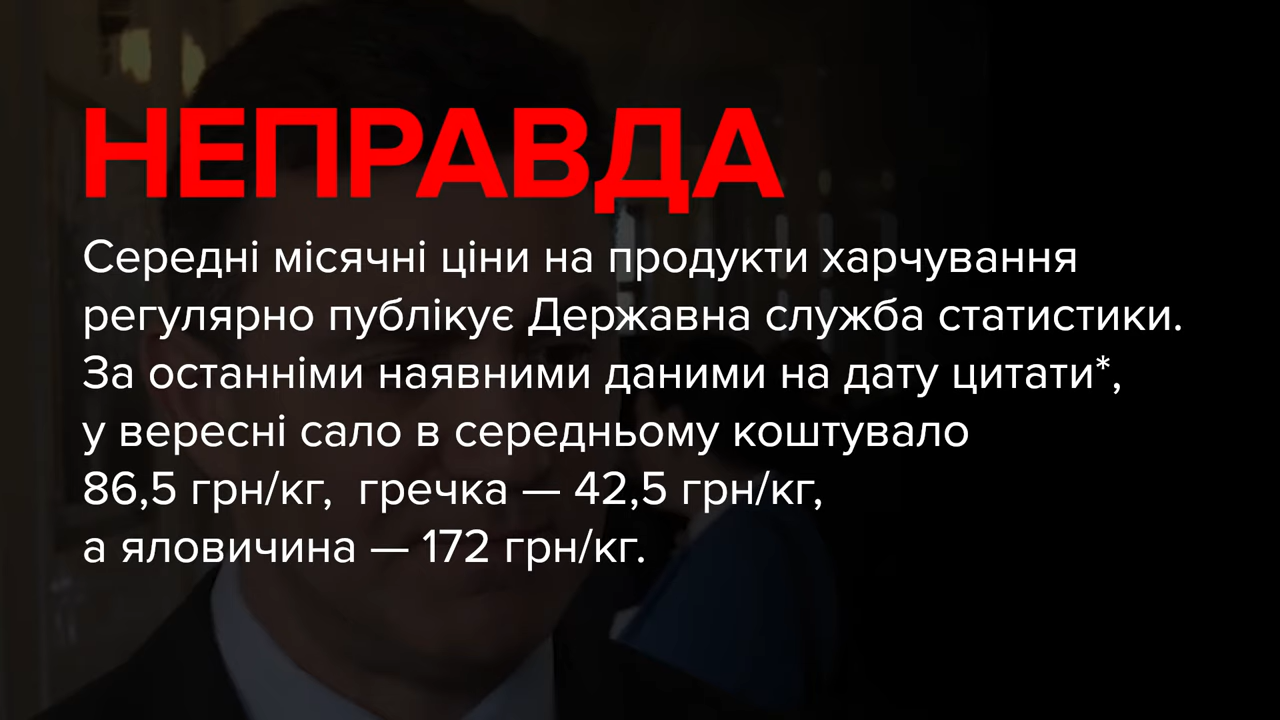 НЕПРАВДА
Середні місячні ціни на продукти харчування
регулярно публікує Державна служба статистики.
За останніми наявними даними на дату цитати*,
у вересні сало в середньому коштувало
86,5 грн/кг,  гречка — 42,5 грн/кг,
а яловичина — 172 грн/кг.